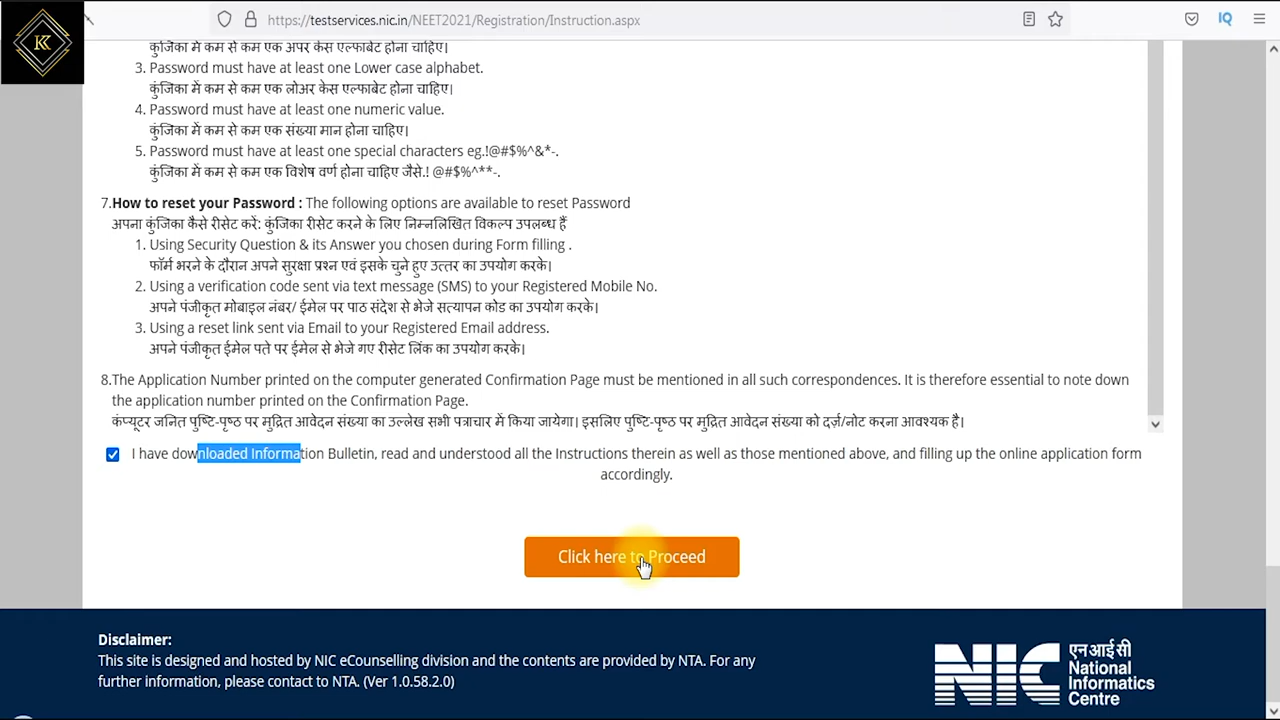 https://testservices.nic.in/NEET2021/Registration/Instruction.aspx
IQ
K
कुंजिका में कम से कम एक अपर केस एल्फाबेट होना चाहिए।
3. Password must have at least one Lower case alphabet.
कुंजिका में कम से कम एक लोअर केस एल्फाबेट होना चाहिए।
4. Password must have at least one numeric value.
कुंजिका में कम से कम एक संख्या मान होना चाहिए।
5. Password must have at least one special characters eg.!@#$%^&*-.
कुंजिका में कम से कम एक विशेष वर्ण होना चाहिए जैसे.! @#$%^**-.
7.How to reset your Password : The following options are available to reset Password
अपना कुंजिका कैसे रीसेट करें: कुंजिका रीसेट करने के लिए निम्नलिखित विकल्प उपलब्ध हैं
1. Using Security Question & its Answer you chosen during Form filling .
फॉर्म भरने के दौरान अपने सुरक्षा प्रश्न एवं इसके चुने हुए उत्तर का उपयोग करके।
2. Using a verification code sent via text message (SMS) to your Registered Mobile No.
अपने पंजीकृत मोबाइल नंबर/ ईमेल पर पाठ संदेश से भेजे सत्यापन कोड का उपयोग करके।
3. Using a reset link sent via Email to your Registered Email address.
अपने पंजीकृत ईमेल पते पर ईमेल से भेजे गए रीसेट लिंक का उपयोग करके।
8.The Application Number printed on the computer generated Confirmation Page must be mentioned in all such correspondences. It is therefore essential to note down
the application number printed on the Confirmation Page.
कंप्यूटर जनित पुष्टि-पृष्ठ पर मुद्रित आवेदन संख्या का उल्लेख सभी पत्राचार में किया जायेगा। इसलिए पुष्टि-पृष्ठ पर मुद्रित आवेदन संख्या को दर्ज़/नोट करना आवश्यक है।
I have downloaded Information Bulletin, read and understood all the Instructions therein as well as those mentioned above, and filling up the online application form
accordingly.
Click here to Proceed
Disclaimer:
This site is designed and hosted by NIC eCounselling division and the contents are provided by NTA. For any
further information, please contact to NTA. (Ver 1.0.58.2.0)
NIC
एन आई सी
National
Informatics
Centre